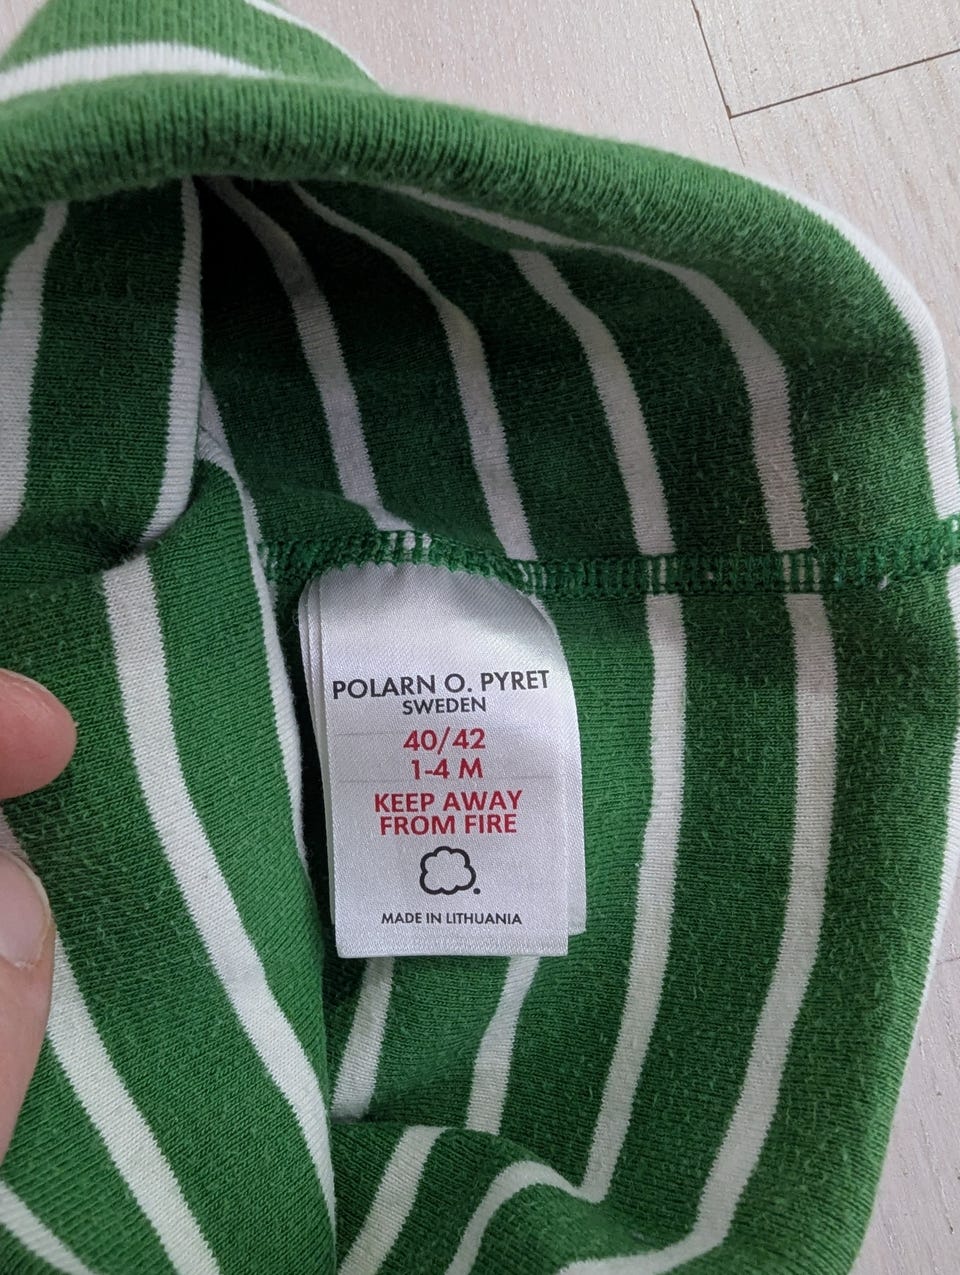 POLARN O. PYRET
SWEDEN
40/42
1-4 M
KEEP AWAY
FROM FIRE
MADE IN LITHUANIA